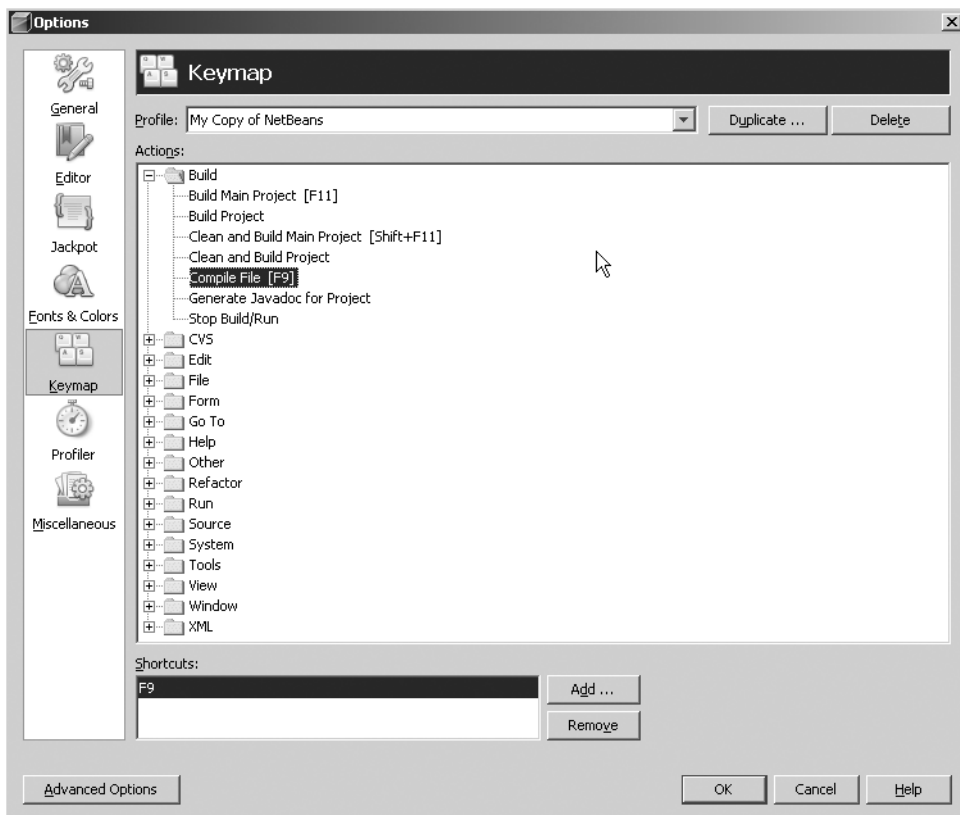 Options
General
Editor
Jackpot
Fonts & Colors
Keymap
Profiler
Miscellaneous
Keymap
Profile: My Copy of NetBeans Duplicate ... Delete
Actions:
Build
Build Main Project [F11]
Build Project
Clean and Build Main Project [Shift+F11]
Clean and Build Project
Compile File [F9]
Generate Javadoc for Project
Stop Build/Run
CVS
Edit
File
Form
Go To
Help
Other
Refactor
Run
Source
System
Tools
View
Window
XML
Shortcuts:
F9
Add ...
Remove
Advanced Options OK Cancel Help